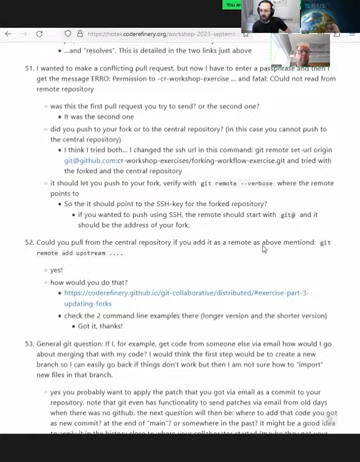 You are
https://notes.coderefinery.org/workshop-2023-septem
...and "resolves". This is detailed in the two links just above
51. I wanted to make a conflicting pull request, but now I have to enter a passphrase and then I
get the message ERRO: Permission to -cr-workshop-exercise ... and fatal: COuld not read from
remote repository
was this the first pull request you try to send? or the second one?
It was the second one
did you push to your fork or to the central repository? (in this case you cannot push to
the central repository)
I think I tried both... I changed the ssh url in this command: git remote set-url origin
git@github.com:cr-workshop-exercises/forking-workflow-exercise.git and tried with
the forked and the central repository
it should let you push to your fork, verify with git remote --verbose where the remote
points to
So the it should point to the SSH-key for the forked repository?
if you wanted to push using SSH, the remote should start with git@ and it
should be the address of your fork.
52. Could you pull from the central repository if you add it as a remote as above mentiond: git
remote add upstream ....
yes!
how would you do that?
https://coderefinery.github.io/git-collaborative/distributed/#exercise-part-3-
updating-forks
check the 2 command line examples there (longer version and the shorter version)
Got it, thanks!
53. General git question: If I, for example, get code from someone else via email how would I go
about merging that with my code? I would think the first step would be to create a new
branch so I can easily go back if things don't work but then I am not sure how to "import"
new files in that branch.
yes you probably want to apply the patch that you got via email as a commit to your
repository. note that git even has functionality to send patches via email from old days
when there was no github. the next question will then be: where to add that code you got
as new commit? at the end of "main"? or somewhere in the past? it might be a good idea